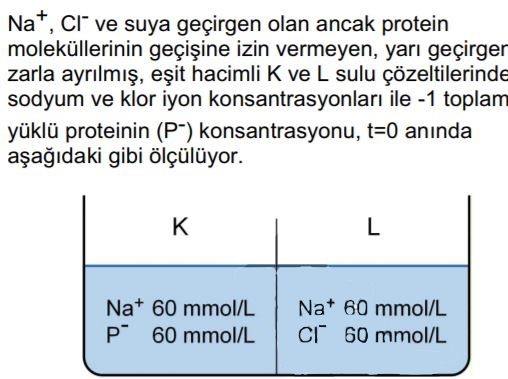 Na⁺, Cl⁻ ve suya geçirgen olan ancak protein
moleküllerinin geçişine izin vermeyen, yarı geçirgen
zarla ayrılmış, eşit hacimli K ve L sulu çözeltilerinde
sodyum ve klor iyon konsantrasyonları ile -1 toplam
yüklü proteinin (P⁻) konsantrasyonu, t=0 anında
aşağıdaki gibi ölçülüyor.
K L
Na⁺ 60 mmol/L Na⁺ 60 mmol/L
P⁻ 60 mmol/L Cl⁻ 60 mmol/L